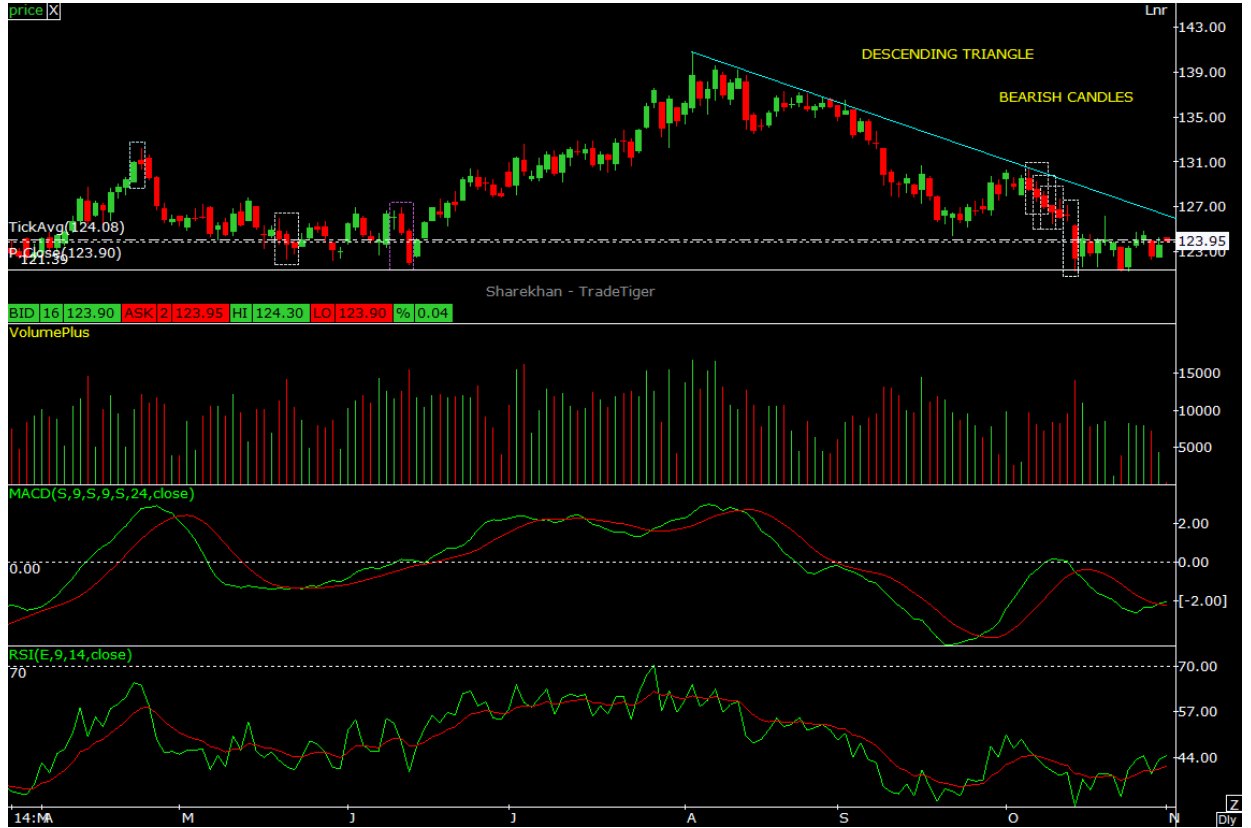 price X
Lnr
143.00
DESCENDING TRIANGLE
139.00
BEARISH CANDLES
135.00
131.00
127.00
TickAvg(124.08)
123.95
P.Close(123.90)
123.00
121.39
Sharekhan - TradeTiger
BID 16 123.90 ASK 2 123.95 HI 124.30 LO 123.90 % 0.04
VolumePlus
15000
10000
5000
MACD(S,9,S,9,S,24,close)
2.00
0.00
0.00
[-2.00]
RSI(E,9,14,close)
70
70.00
57.00
44.00
14:M A M J J A S O N
Z
Dly